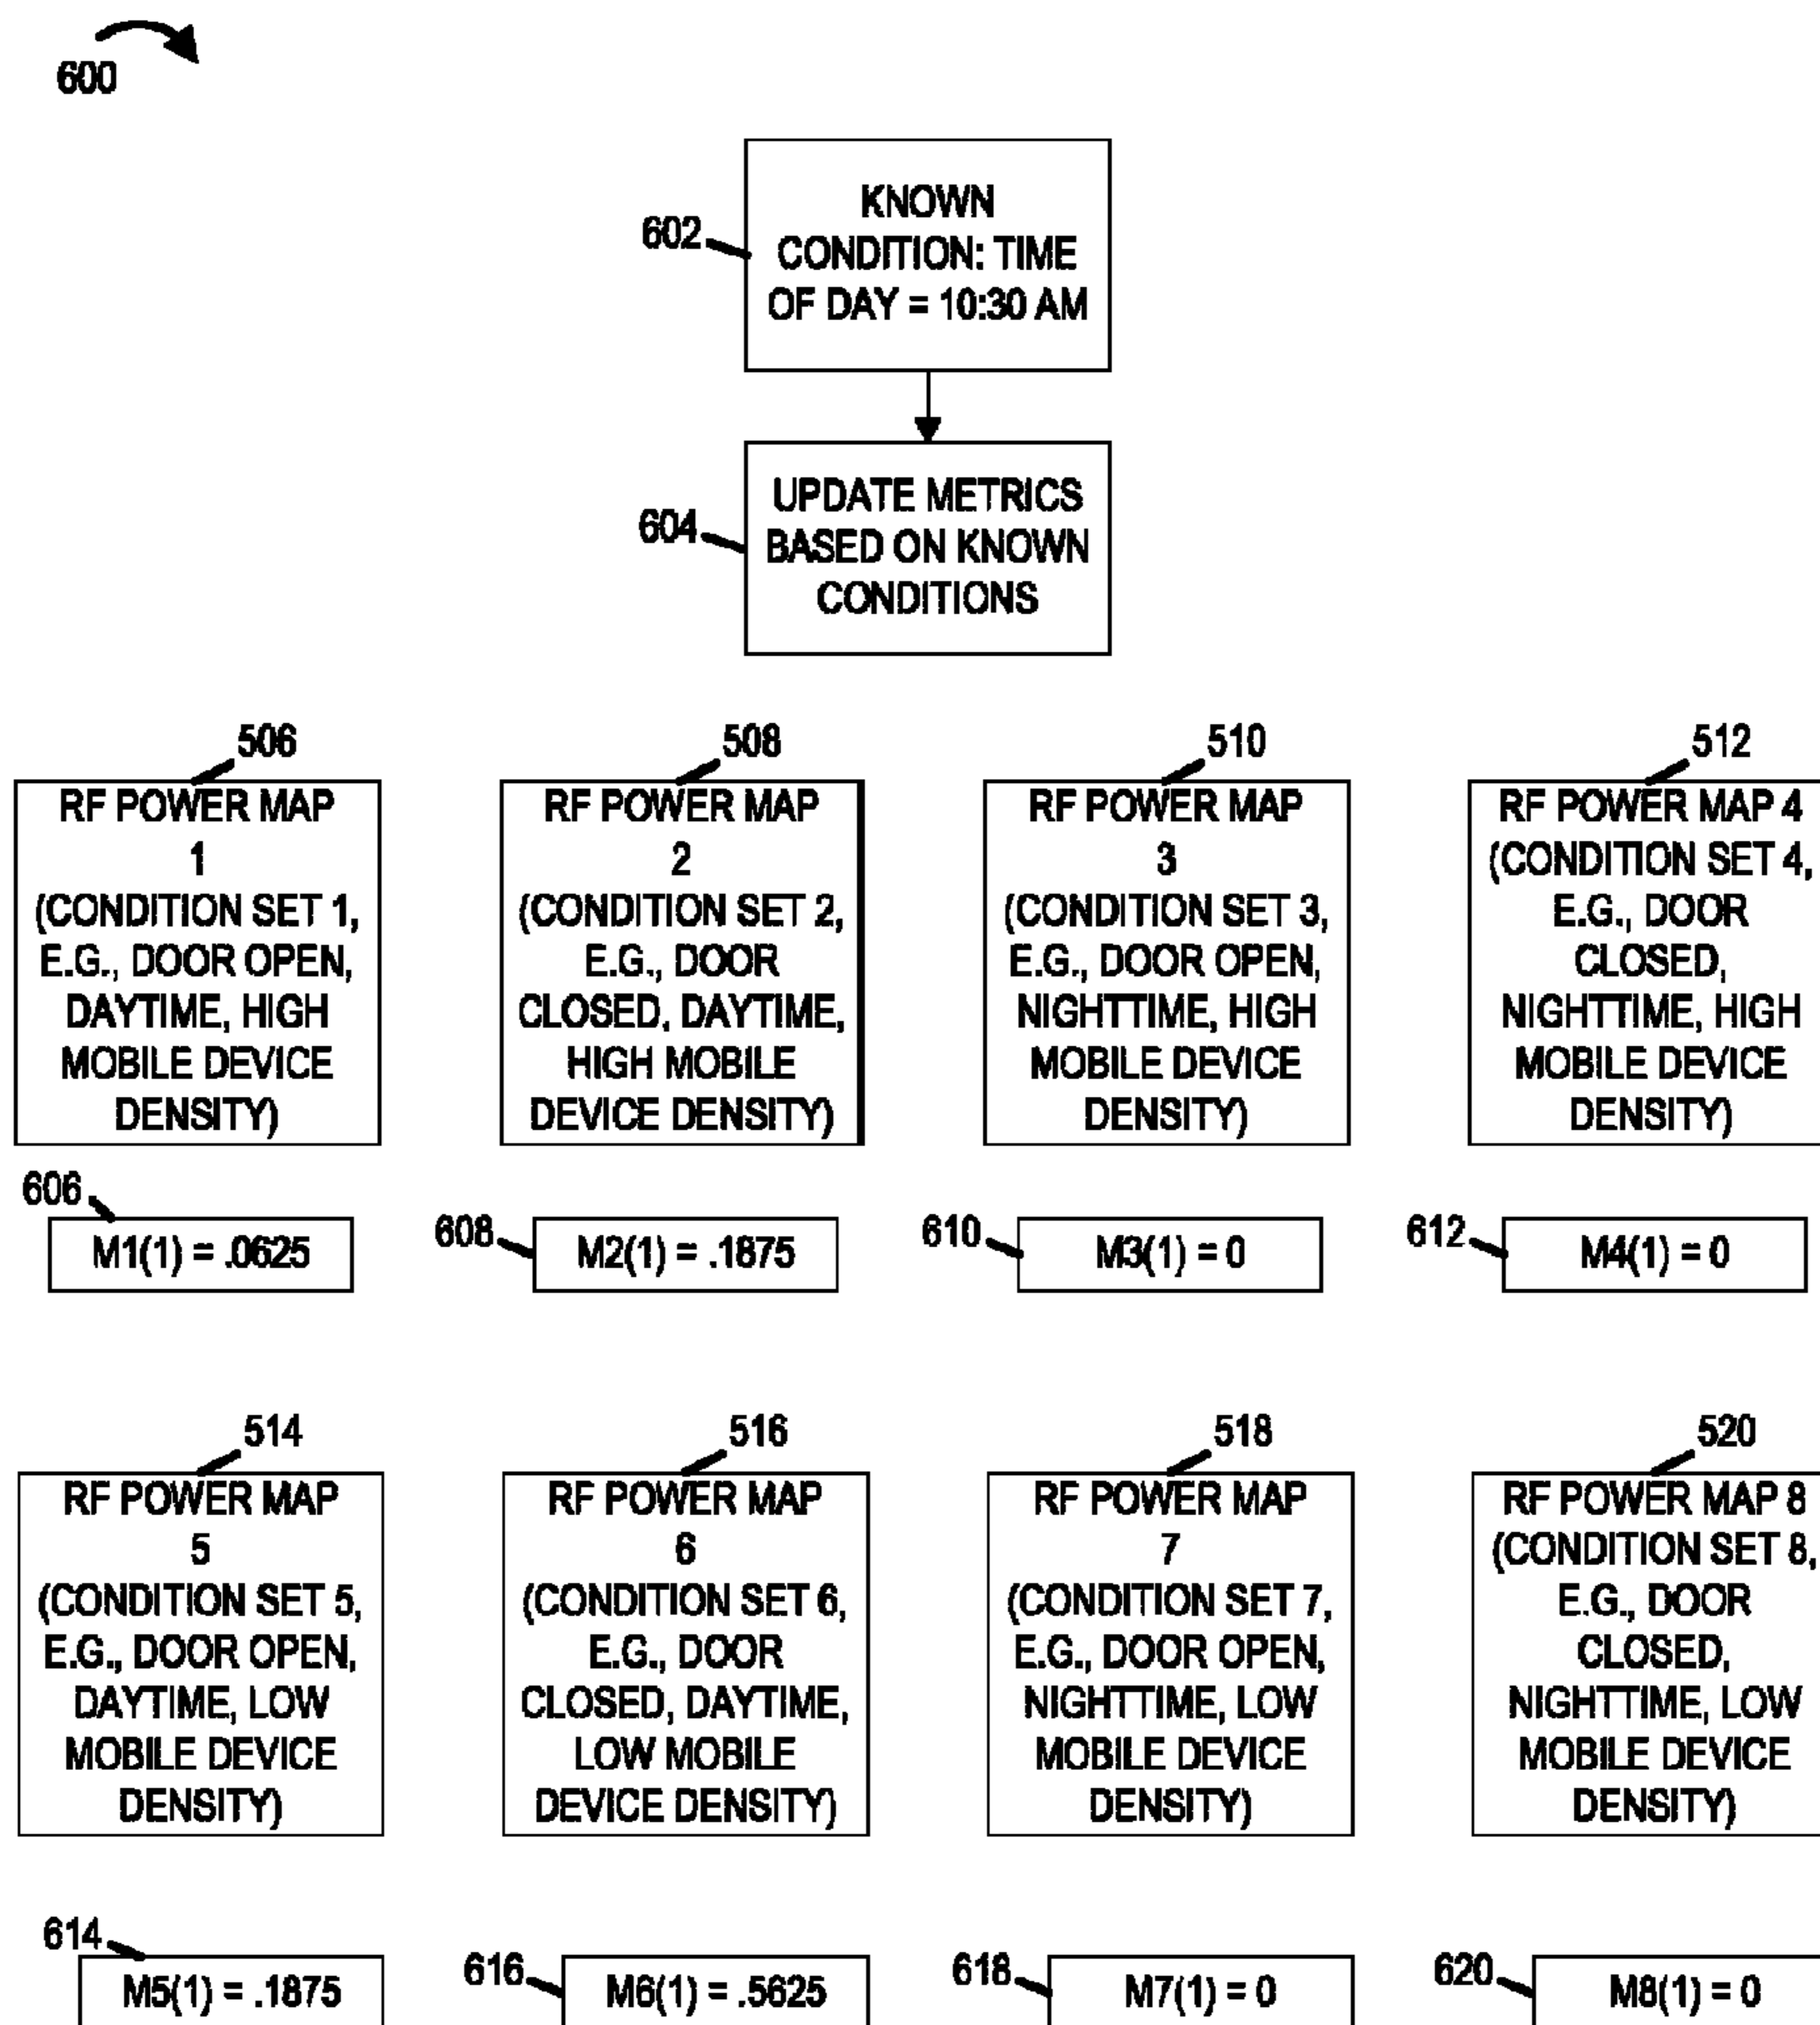 600
KNOWN
602
CONDITION: TIME
OF DAY = 10:30 AM
UPDATE METRICS
604
BASED ON KNOWN
CONDITIONS
506
RF POWER MAP
1
(CONDITION SET 1,
E.G., DOOR OPEN,
DAYTIME, HIGH
MOBILE DEVICE
DENSITY)
508
RF POWER MAP
2
(CONDITION SET 2,
E.G., DOOR
CLOSED, DAYTIME,
HIGH MOBILE
DEVICE DENSITY)
510
RF POWER MAP
3
(CONDITION SET 3,
E.G., DOOR OPEN,
NIGHTTIME, HIGH
MOBILE DEVICE
DENSITY)
512
RF POWER MAP 4
(CONDITION SET 4,
E.G., DOOR
CLOSED,
NIGHTTIME, HIGH
MOBILE DEVICE
DENSITY)
606
M1(1) = .0625
608
M2(1) = .1875
610
M3(1) = 0
612
M4(1) = 0
514
RF POWER MAP
5
(CONDITION SET 5,
E.G., DOOR OPEN,
DAYTIME, LOW
MOBILE DEVICE
DENSITY)
516
RF POWER MAP
6
(CONDITION SET 6,
E.G., DOOR
CLOSED, DAYTIME,
LOW MOBILE
DEVICE DENSITY)
518
RF POWER MAP
7
(CONDITION SET 7,
E.G., DOOR OPEN,
NIGHTTIME, LOW
MOBILE DEVICE
DENSITY)
520
RF POWER MAP 8
(CONDITION SET 8,
E.G., DOOR
CLOSED,
NIGHTTIME, LOW
MOBILE DEVICE
DENSITY)
614
M5(1) = .1875
616
M6(1) = .5625
618
M7(1) = 0
620
M8(1) = 0